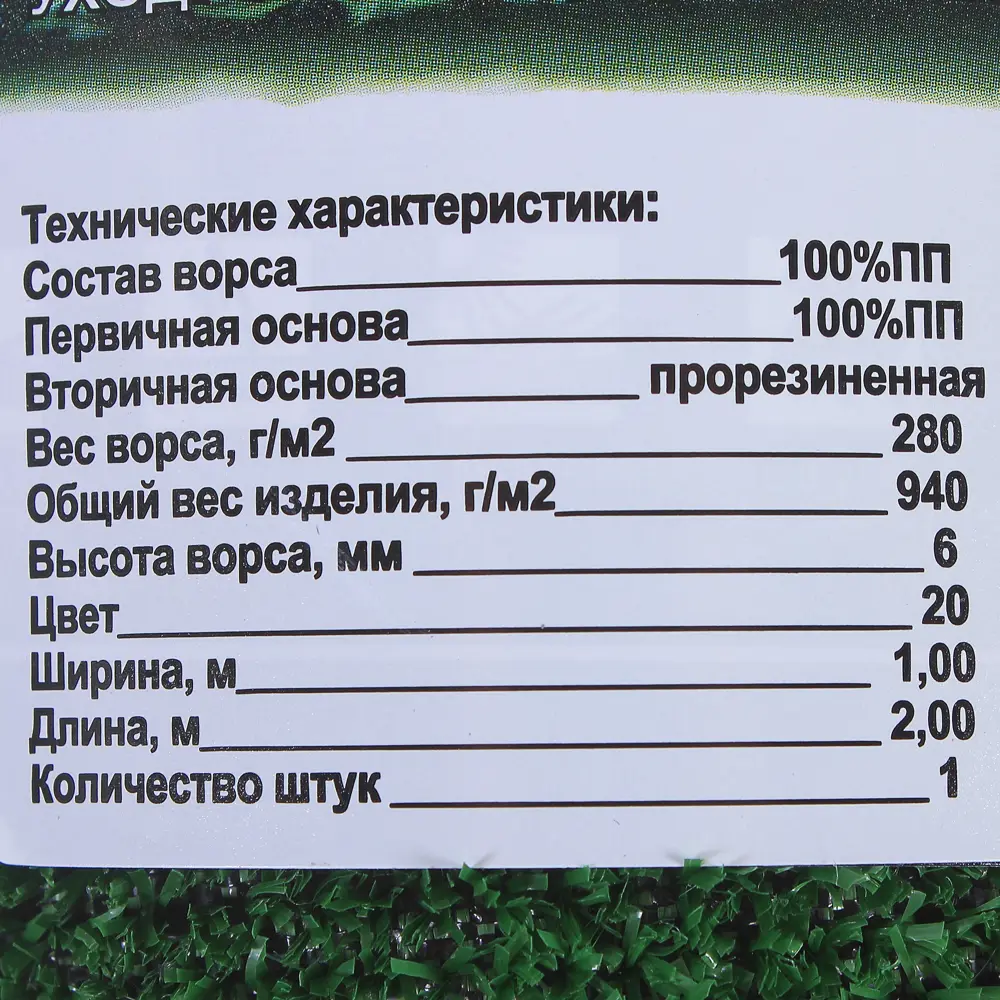 уход
Технические характеристики:
Состав ворса 100%ПП
Первичная основа 100%ПП
Вторичная основа прорезиненная
Вес ворса, г/м2 280
Общий вес изделия, г/м2 940
Высота ворса, мм 6
Цвет 20
Ширина, м 1,00
Длина, м 2,00
Количество штук 1